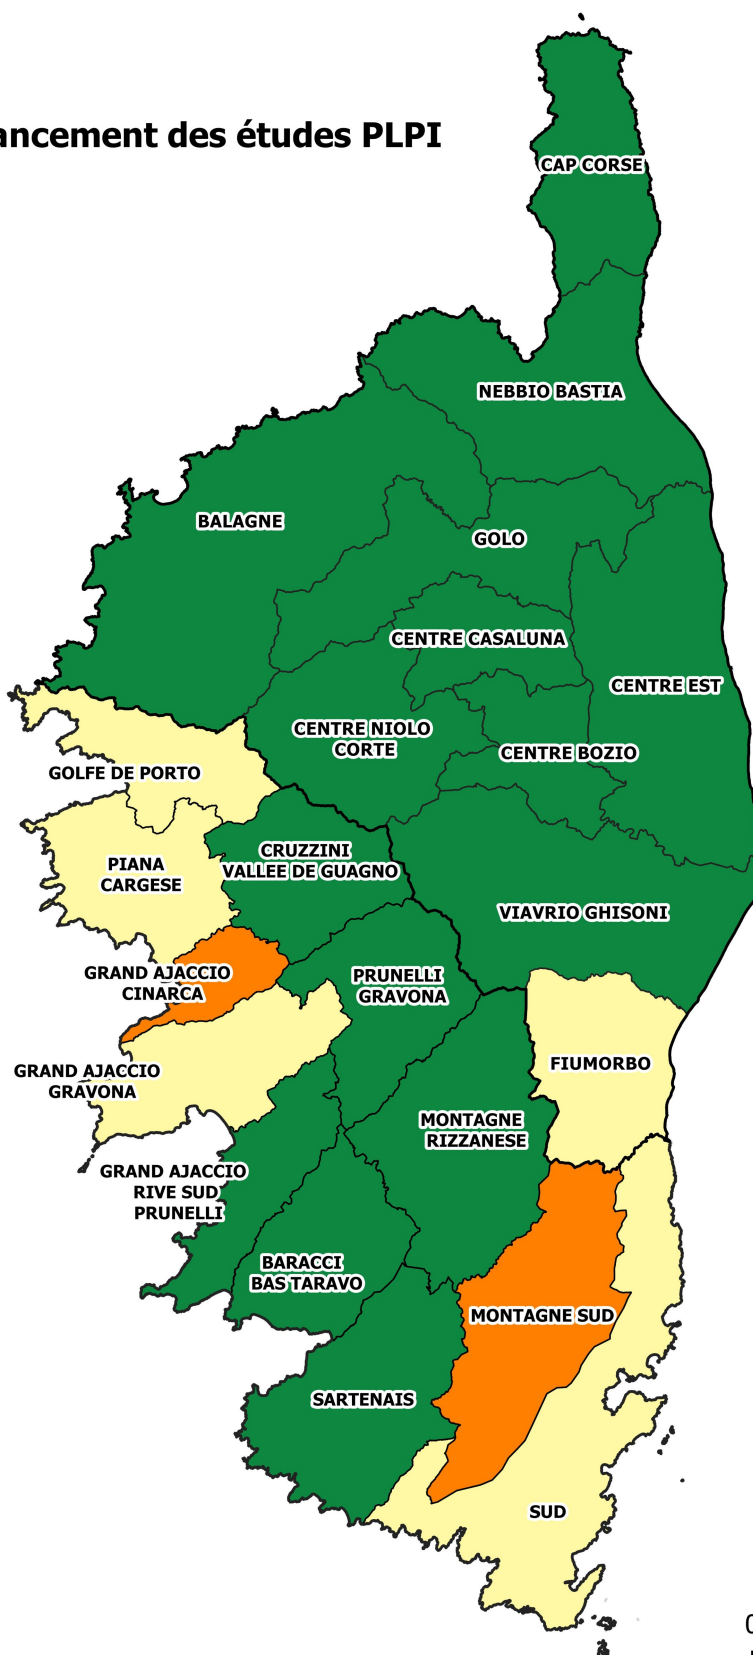 ancement des études PLPI
CAP CORSE
NEBBIO BASTIA
BALAGNE
GOLO
CENTRE CASALUNA
CENTRE EST
CENTRE NIOLO
CORTE
CENTRE BOZIO
GOLFE DE PORTO
CRUZZINI
VALLEE DE GUAGNO
PIANA
CARGESE
VIAVRIO GHISONI
GRAND AJACCIO
CINARCA
PRUNELLI
GRAVONA
FIUMORBO
GRAND AJACCIO
GRAVONA
MONTAGNE
RIZZANESE
GRAND AJACCIO
RIVE SUD
PRUNELLI
BARACCI
BAS TARAVO
MONTAGNE SUD
SARTENAIS
SUD